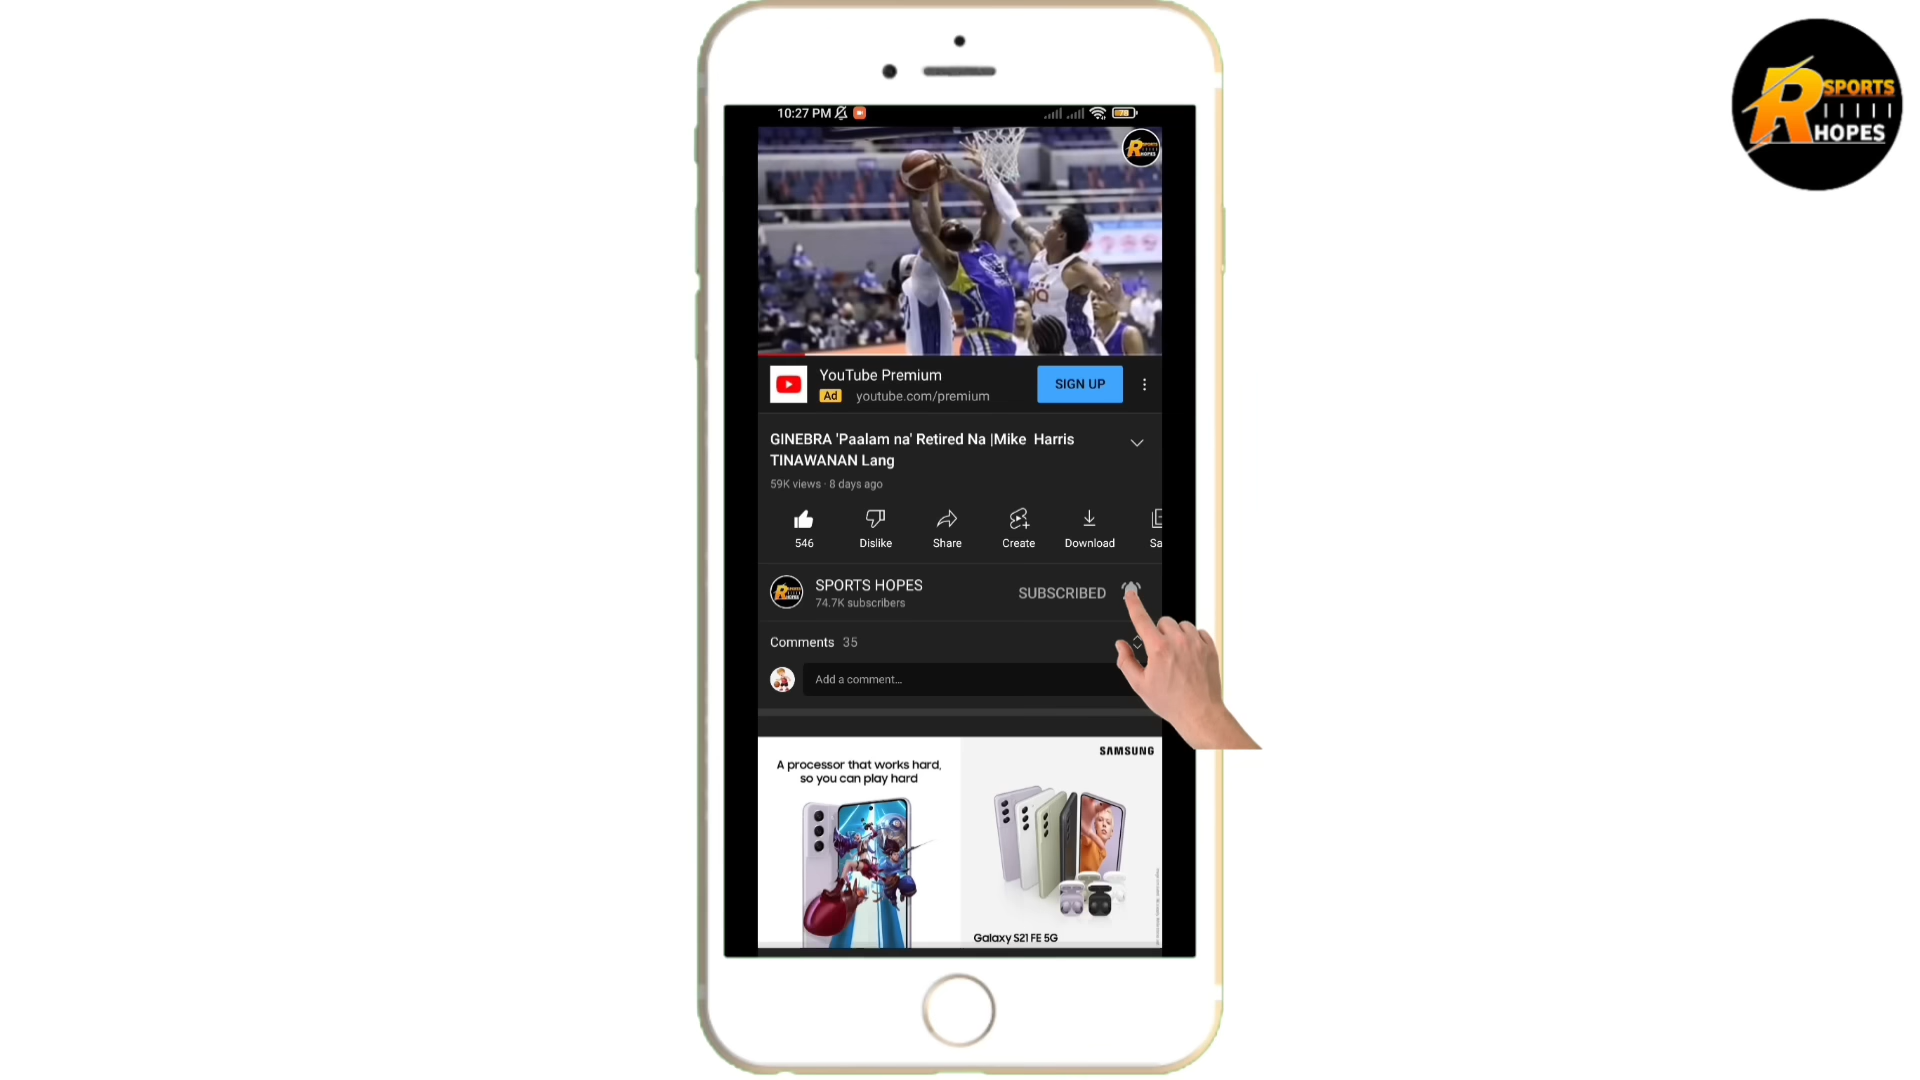 SPORTS
HOPES
10:27 PM
YouTube Premium
Ad youtube.com/premium
SIGN UP
GINEBRA 'Paalam na' Retired Na |Mike Harris
TINAWANAN Lang
59K views · 8 days ago
546 Dislike Share Create Download Sa
SPORTS HOPES
74.7K subscribers
SUBSCRIBED
Comments 35
Add a comment...
SAMSUNG
A processor that works hard,
so you can play hard
Galaxy S21 FE 5G